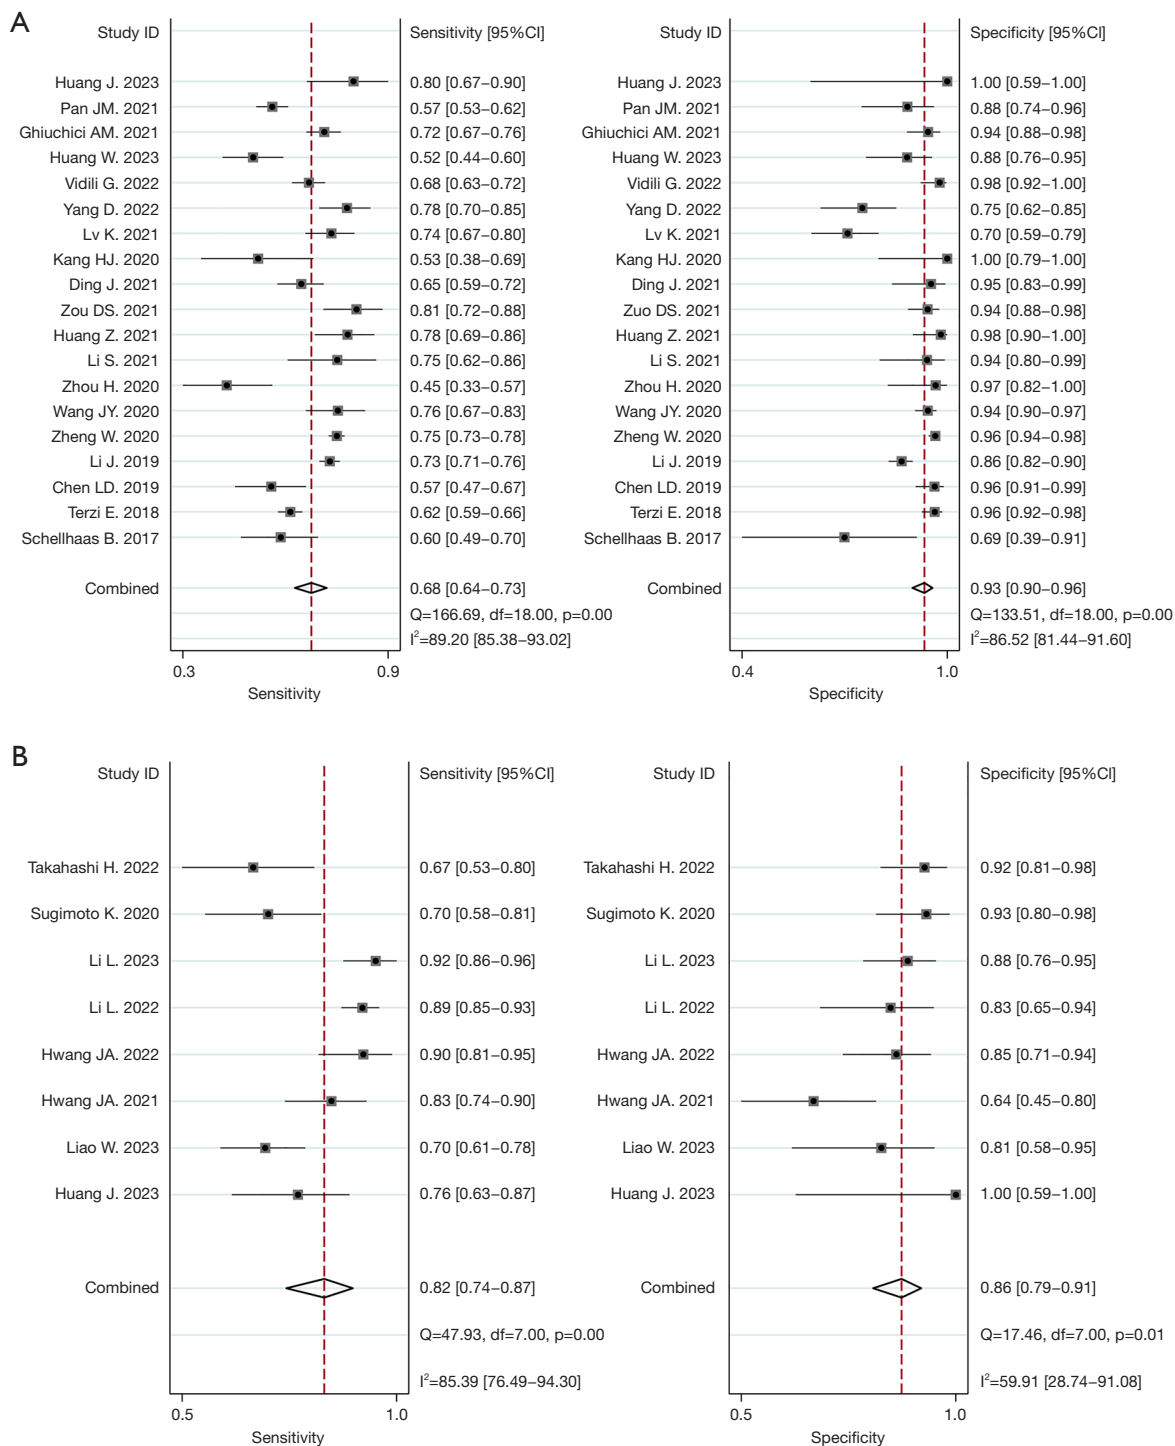 A
Study ID Sensitivity [95%CI]
Huang J. 2023 0.80 [0.67–0.90]
Pan JM. 2021 0.57 [0.53–0.62]
Ghiuchici AM. 2021 0.72 [0.67–0.76]
Huang W. 2023 0.52 [0.44–0.60]
Vidili G. 2022 0.68 [0.63–0.72]
Yang D. 2022 0.78 [0.70–0.85]
Lv K. 2021 0.74 [0.67–0.80]
Kang HJ. 2020 0.53 [0.38–0.69]
Ding J. 2021 0.65 [0.59–0.72]
Zou DS. 2021 0.81 [0.72–0.88]
Huang Z. 2021 0.78 [0.69–0.86]
Li S. 2021 0.75 [0.62–0.86]
Zhou H. 2020 0.45 [0.33–0.57]
Wang JY. 2020 0.76 [0.67–0.83]
Zheng W. 2020 0.75 [0.73–0.78]
Li J. 2019 0.73 [0.71–0.76]
Chen LD. 2019 0.57 [0.47–0.67]
Terzi E. 2018 0.62 [0.59–0.66]
Schellhaas B. 2017 0.60 [0.49–0.70]
Combined 0.68 [0.64–0.73]
Q=166.69, df=18.00, p=0.00
I²=89.20 [85.38–93.02]
0.3 0.9
Sensitivity
Study ID Specificity [95%CI]
Huang J. 2023 1.00 [0.59–1.00]
Pan JM. 2021 0.88 [0.74–0.96]
Ghiuchici AM. 2021 0.94 [0.88–0.98]
Huang W. 2023 0.88 [0.76–0.95]
Vidili G. 2022 0.98 [0.92–1.00]
Yang D. 2022 0.75 [0.62–0.85]
Lv K. 2021 0.70 [0.59–0.79]
Kang HJ. 2020 1.00 [0.79–1.00]
Ding J. 2021 0.95 [0.83–0.99]
Zuo DS. 2021 0.94 [0.88–0.98]
Huang Z. 2021 0.98 [0.90–1.00]
Li S. 2021 0.94 [0.80–0.99]
Zhou H. 2020 0.97 [0.82–1.00]
Wang JY. 2020 0.94 [0.90–0.97]
Zheng W. 2020 0.96 [0.94–0.98]
Li J. 2019 0.86 [0.82–0.90]
Chen LD. 2019 0.96 [0.91–0.99]
Terzi E. 2018 0.96 [0.92–0.98]
Schellhaas B. 2017 0.69 [0.39–0.91]
Combined 0.93 [0.90–0.96]
Q=133.51, df=18.00, p=0.00
I²=86.52 [81.44–91.60]
0.4 1.0
Specificity
B
Study ID Sensitivity [95%CI]
Takahashi H. 2022 0.67 [0.53–0.80]
Sugimoto K. 2020 0.70 [0.58–0.81]
Li L. 2023 0.92 [0.86–0.96]
Li L. 2022 0.89 [0.85–0.93]
Hwang JA. 2022 0.90 [0.81–0.95]
Hwang JA. 2021 0.83 [0.74–0.90]
Liao W. 2023 0.70 [0.61–0.78]
Huang J. 2023 0.76 [0.63–0.87]
Combined 0.82 [0.74–0.87]
Q=47.93, df=7.00, p=0.00
I²=85.39 [76.49–94.30]
0.5 1.0
Sensitivity
Study ID Specificity [95%CI]
Takahashi H. 2022 0.92 [0.81–0.98]
Sugimoto K. 2020 0.93 [0.80–0.98]
Li L. 2023 0.88 [0.76–0.95]
Li L. 2022 0.83 [0.65–0.94]
Hwang JA. 2022 0.85 [0.71–0.94]
Hwang JA. 2021 0.64 [0.45–0.80]
Liao W. 2023 0.81 [0.58–0.95]
Huang J. 2023 1.00 [0.59–1.00]
Combined 0.86 [0.79–0.91]
Q=17.46, df=7.00, p=0.01
I²=59.91 [28.74–91.08]
0.5 1.0
Specificity